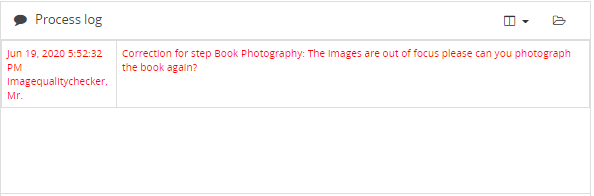 Process log
Jun 19, 2020 5:52:32
PM
Imagequalitychecker,
Mr.
Correction for step Book Photography: The images are out of focus please can you photograph
the book again?